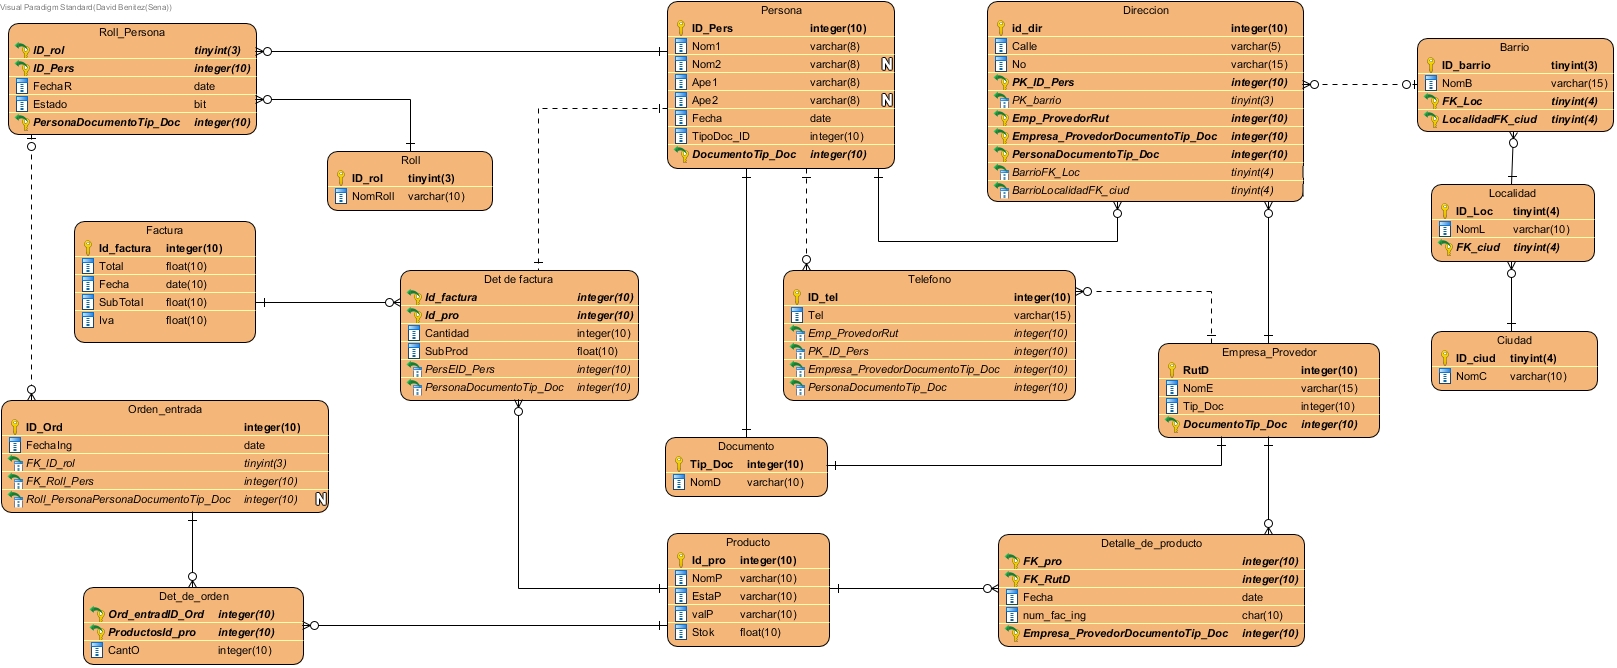 Visual Paradigm Standard(David Benitez(Sena))
Roll_Persona
ID_rol tinyint(3)
ID_Pers integer(10)
FechaR date
Estado bit
PersonaDocumentoTip_Doc integer(10)
Persona
ID_Pers integer(10)
Nom1 varchar(8)
Nom2 varchar(8) N
Ape1 varchar(8)
Ape2 varchar(8) N
Fecha date
TipoDoc_ID integer(10)
DocumentoTip_Doc integer(10)
Direccion
id_dir integer(10)
Calle varchar(5)
No varchar(15)
PK_ID_Pers integer(10)
PK_barrio tinyint(3)
Emp_ProvedorRut integer(10)
Empresa_ProvedorDocumentoTip_Doc integer(10)
PersonaDocumentoTip_Doc integer(10)
BarrioFK_Loc tinyint(4)
BarrioLocalidadFK_ciud tinyint(4)
Barrio
ID_barrio tinyint(3)
NomB varchar(15)
FK_Loc tinyint(4)
LocalidadFK_ciud tinyint(4)
Roll
ID_rol tinyint(3)
NomRoll varchar(10)
Localidad
ID_Loc tinyint(4)
NomL varchar(10)
FK_ciud tinyint(4)
Factura
Id_factura integer(10)
Total float(10)
Fecha date(10)
SubTotal float(10)
Iva float(10)
Det de factura
Id_factura integer(10)
Id_pro integer(10)
Cantidad integer(10)
SubProd float(10)
PersEID_Pers integer(10)
PersonaDocumentoTip_Doc integer(10)
Telefono
ID_tel integer(10)
Tel varchar(15)
Emp_ProvedorRut integer(10)
PK_ID_Pers integer(10)
Empresa_ProvedorDocumentoTip_Doc integer(10)
PersonaDocumentoTip_Doc integer(10)
Empresa_Provedor
RutD integer(10)
NomE varchar(15)
Tip_Doc integer(10)
DocumentoTip_Doc integer(10)
Ciudad
ID_ciud tinyint(4)
NomC varchar(10)
Orden_entrada
ID_Ord integer(10)
FechaIng date
FK_ID_rol tinyint(3)
FK_Roll_Pers integer(10)
Roll_PersonaPersonaDocumentoTip_Doc integer(10) N
Documento
Tip_Doc integer(10)
NomD varchar(10)
Producto
Id_pro integer(10)
NomP varchar(10)
EstaP varchar(10)
valP varchar(10)
Stok float(10)
Detalle_de_producto
FK_pro integer(10)
FK_RutD integer(10)
Fecha date
num_fac_ing char(10)
Empresa_ProvedorDocumentoTip_Doc integer(10)
Det_de_orden
Ord_entradID_Ord integer(10)
ProductosId_pro integer(10)
CantO integer(10)